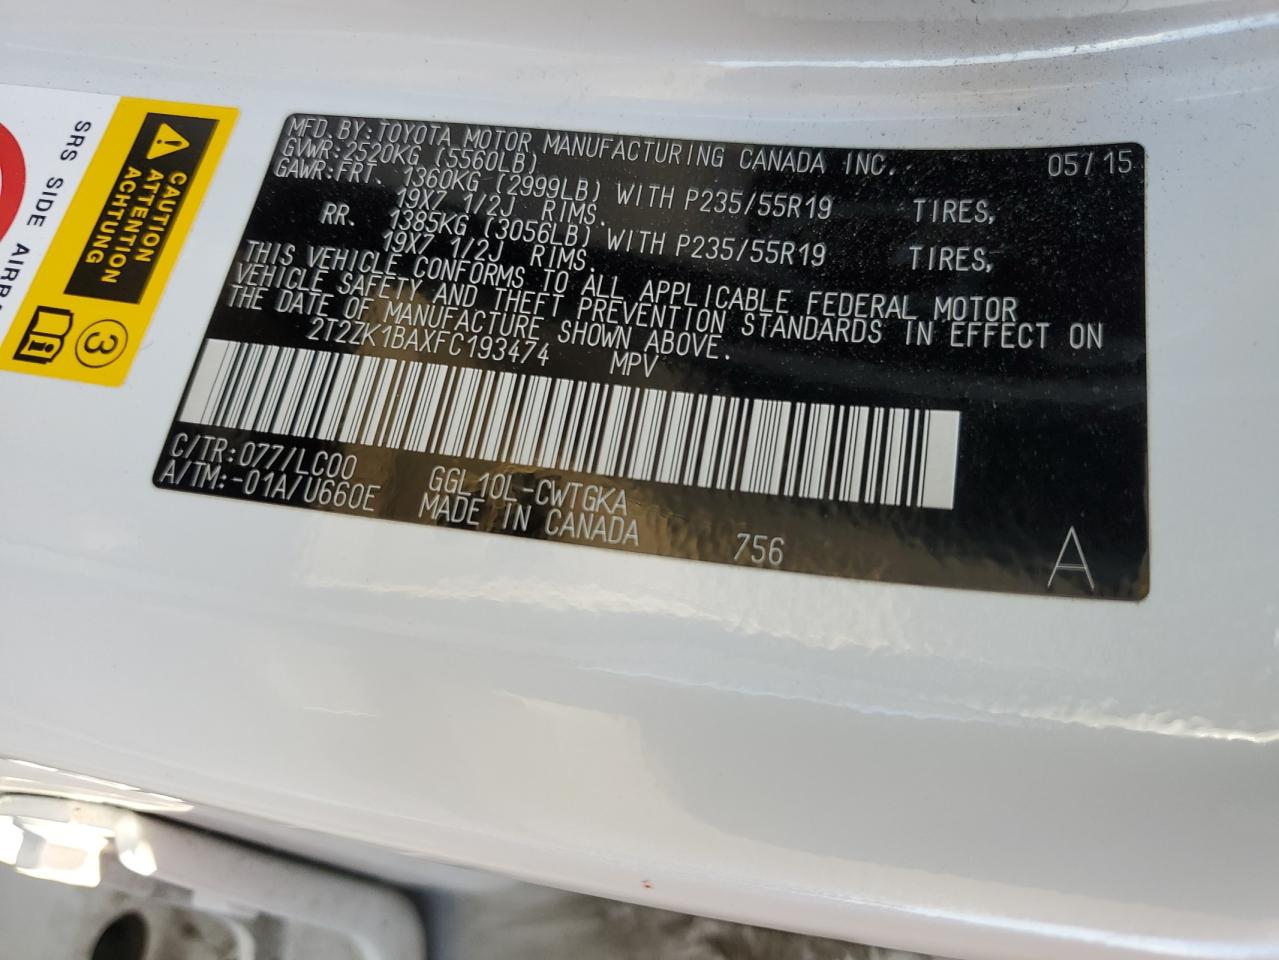 MFD. BY: TOYOTA MOTOR MANUFACTURING CANADA INC. 05/15
GVWR: 2520KG (5560LB)
GAWR: FRT. 1360KG (2999LB) WITH P235/55R19 TIRES,
19X7 1/2J RIMS.
RR. 1385KG (3056LB) WITH P235/55R19 TIRES,
19X7 1/2J RIMS.
THIS VEHICLE CONFORMS TO ALL APPLICABLE FEDERAL MOTOR
VEHICLE SAFETY AND THEFT PREVENTION STANDARDS IN EFFECT ON
THE DATE OF MANUFACTURE SHOWN ABOVE.
2T2ZK1BAXFC193474 MPV
C/TR: 077/LC00 GGL10L-CWTGKA
A/TM: -01A/U660E MADE IN CANADA 756 A
CAUTION
ATTENTION
ACHTUNG
3
SRS SIDE